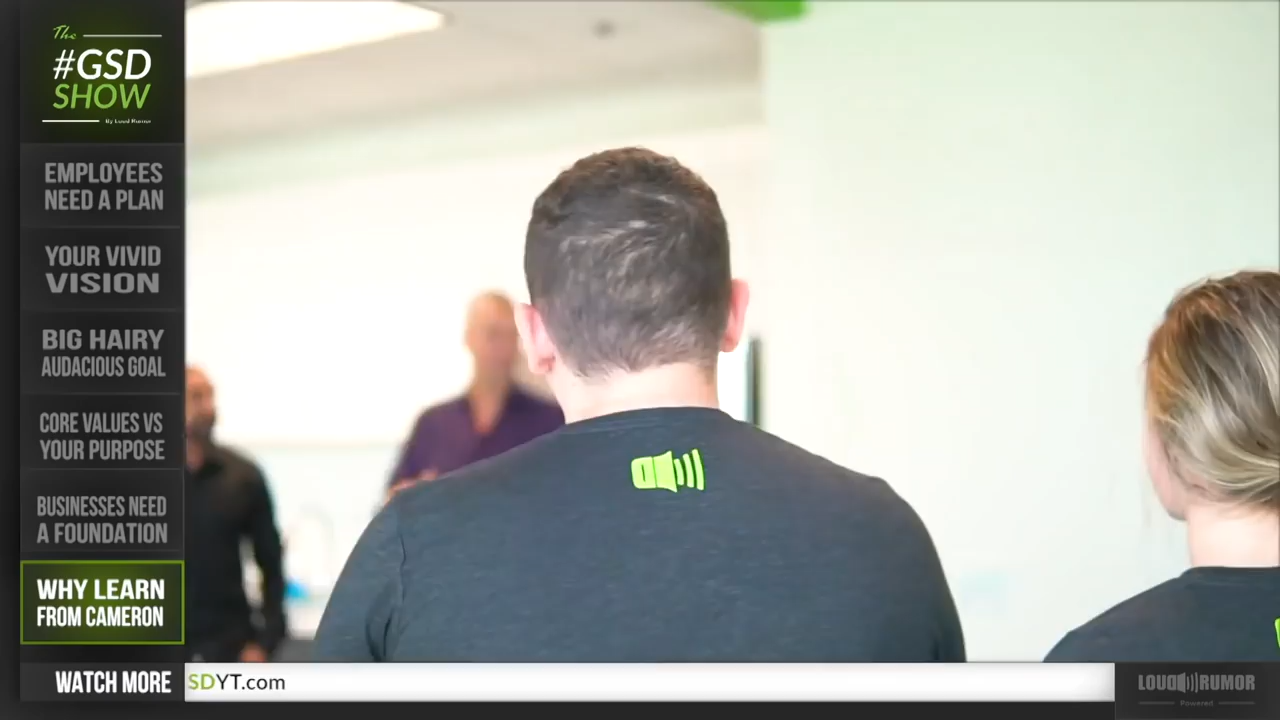 The
#GSD
SHOW
By Loud Rumor
EMPLOYEES
NEED A PLAN
YOUR VIVID
VISION
BIG HAIRY
AUDACIOUS GOAL
CORE VALUES VS
YOUR PURPOSE
BUSINESSES NEED
A FOUNDATION
WHY LEARN
FROM CAMERON
WATCH MORE
SDYT.com
LOUD RUMOR
Powered